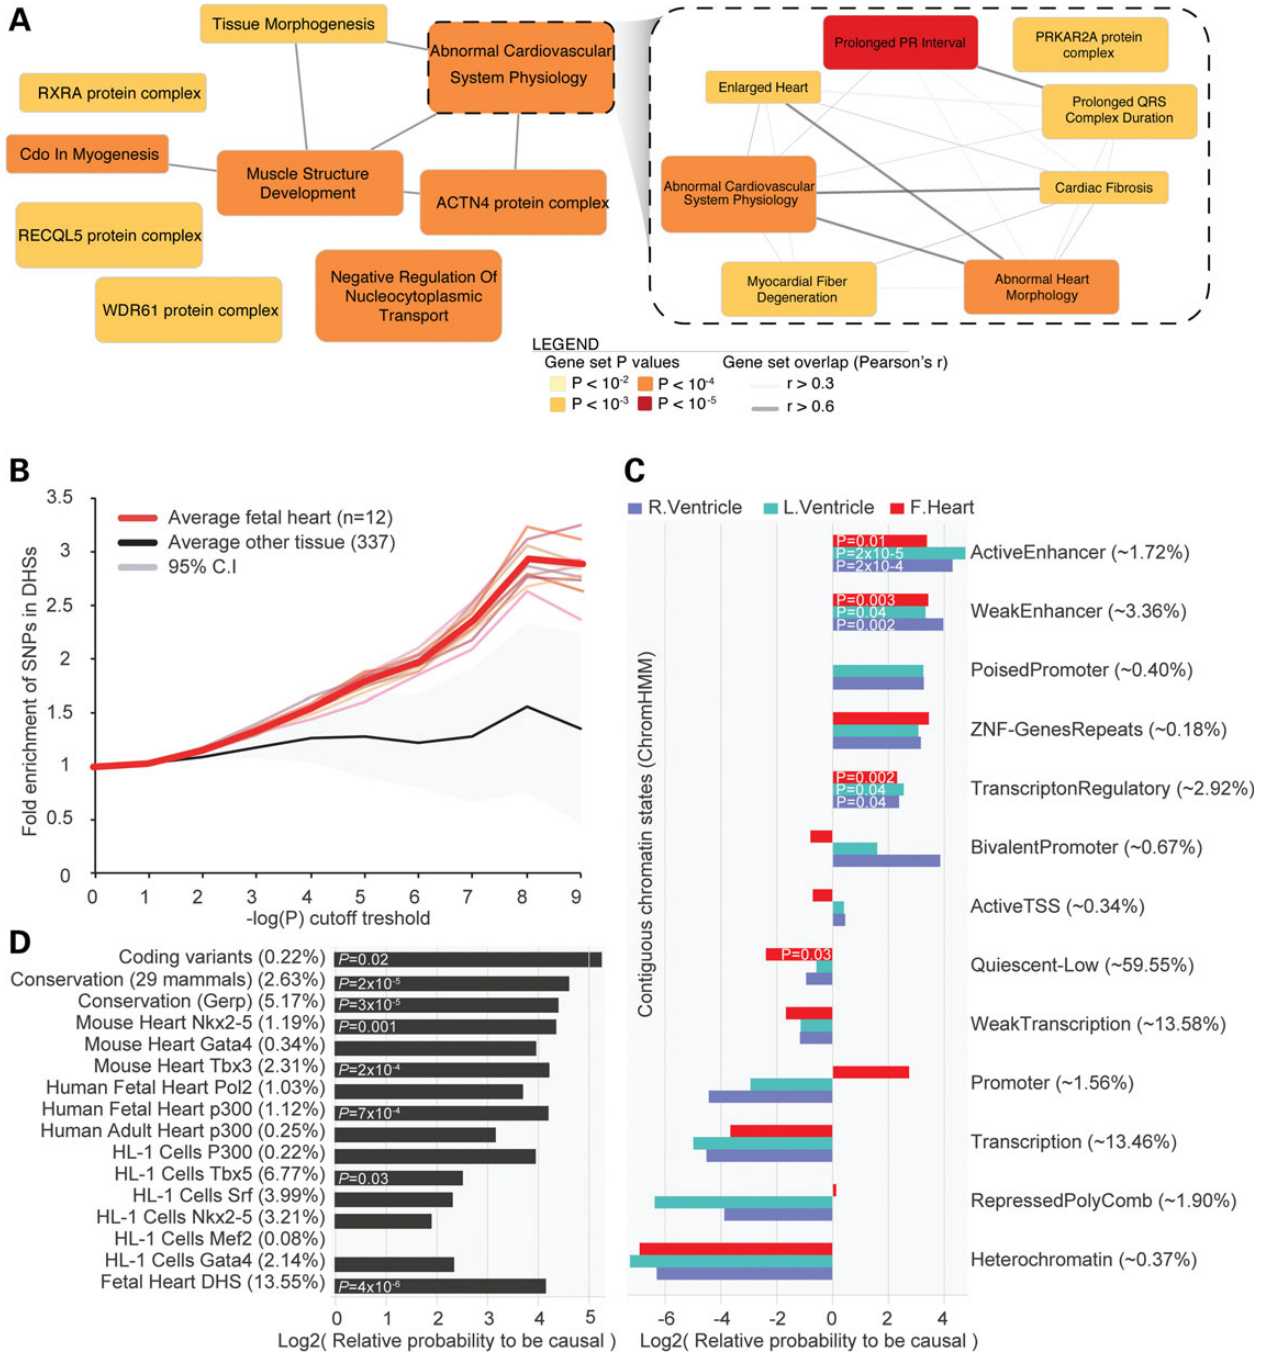 A
Tissue Morphogenesis
Abnormal Cardiovascular
System Physiology
RXRA protein complex
Cdo In Myogenesis
Muscle Structure
Development
ACTN4 protein complex
RECQL5 protein complex
Negative Regulation Of
Nucleocytoplasmic
Transport
WDR61 protein complex
Prolonged PR Interval
PRKAR2A protein
complex
Enlarged Heart
Prolonged QRS
Complex Duration
Abnormal Cardiovascular
System Physiology
Cardiac Fibrosis
Myocardial Fiber
Degeneration
Abnormal Heart
Morphology
LEGEND
Gene set P values
Gene set overlap (Pearson's r)
P < 10-2
P < 10-4
r > 0.3
P < 10-3
P < 10-5
r > 0.6
B
Average fetal heart (n=12)
Average other tissue (337)
95% C.I
Fold enrichment of SNPs in DHSs
3.5
3
2.5
2
1.5
1
0.5
0
0 1 2 3 4 5 6 7 8 9
-log(P) cutoff treshold
C
R.Ventricle L.Ventricle F.Heart
Contiguous chromatin states (ChromHMM)
P=0.01
P=2x10-5
P=2x10-4
ActiveEnhancer (~1.72%)
P=0.003
P=0.04
P=0.002
WeakEnhancer (~3.36%)
PoisedPromoter (~0.40%)
ZNF-GenesRepeats (~0.18%)
P=0.002
P=0.04
P=0.04
TranscriptonRegulatory (~2.92%)
BivalentPromoter (~0.67%)
ActiveTSS (~0.34%)
P=0.03
Quiescent-Low (~59.55%)
WeakTranscription (~13.58%)
Promoter (~1.56%)
Transcription (~13.46%)
RepressedPolyComb (~1.90%)
Heterochromatin (~0.37%)
-6 -4 -2 0 2 4
Log2( Relative probability to be causal )
D
Coding variants (0.22%) P=0.02
Conservation (29 mammals) (2.63%) P=2x10-5
Conservation (Gerp) (5.17%) P=3x10-5
Mouse Heart Nkx2-5 (1.19%) P=0.001
Mouse Heart Gata4 (0.34%)
Mouse Heart Tbx3 (2.31%) P=2x10-4
Human Fetal Heart Pol2 (1.03%)
Human Fetal Heart p300 (1.12%) P=7x10-4
Human Adult Heart p300 (0.25%)
HL-1 Cells P300 (0.22%)
HL-1 Cells Tbx5 (6.77%) P=0.03
HL-1 Cells Srf (3.99%)
HL-1 Cells Nkx2-5 (3.21%)
HL-1 Cells Mef2 (0.08%)
HL-1 Cells Gata4 (2.14%)
Fetal Heart DHS (13.55%) P=4x10-6
0 1 2 3 4 5
Log2( Relative probability to be causal )